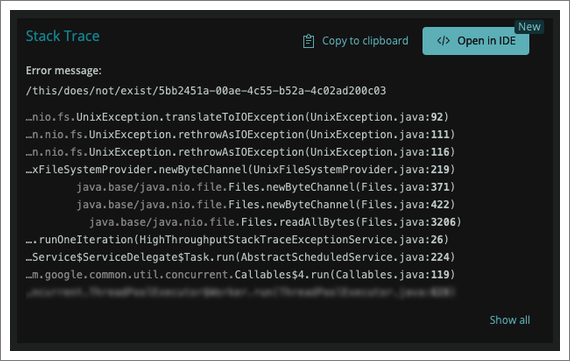 Stack Trace
Copy to clipboard
Open in IDE
New
Error message:
/this/does/not/exist/5bb2451a-00ae-4c55-b52a-4c02ad200c03
…nio.fs.UnixException.translateToIOException(UnixException.java:92)
…n.nio.fs.UnixException.rethrowAsIOException(UnixException.java:111)
…n.nio.fs.UnixException.rethrowAsIOException(UnixException.java:116)
…xFileSystemProvider.newByteChannel(UnixFileSystemProvider.java:219)
java.base/java.nio.file.Files.newByteChannel(Files.java:371)
java.base/java.nio.file.Files.newByteChannel(Files.java:422)
java.base/java.nio.file.Files.readAllBytes(Files.java:3206)
….runOneIteration(HighThroughputStackTraceExceptionService.java:26)
…Service$ServiceDelegate$Task.run(AbstractScheduledService.java:224)
…m.google.common.util.concurrent.Callables$4.run(Callables.java:119)
Show all